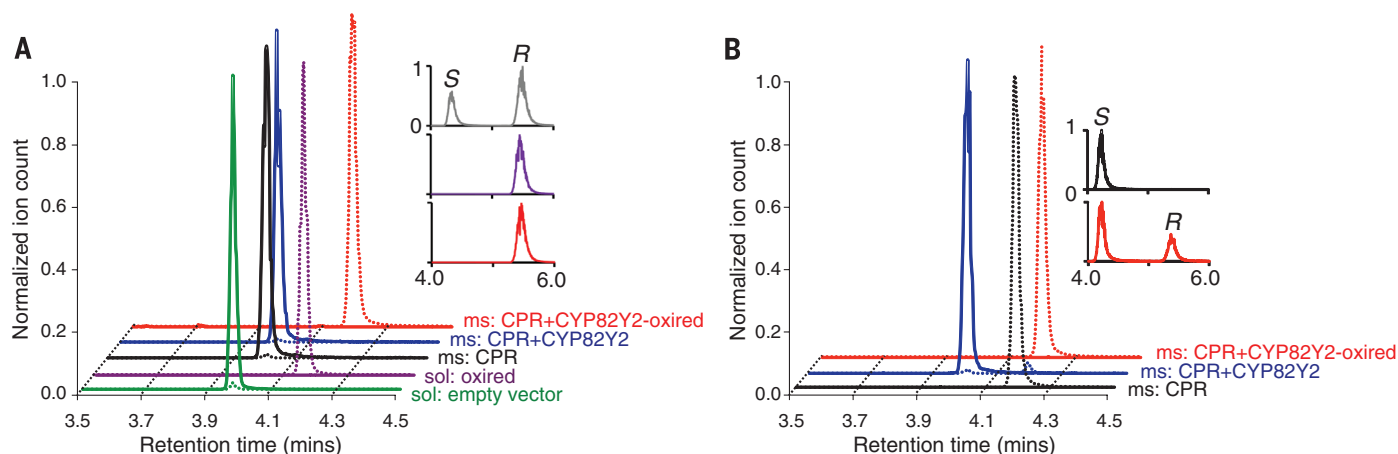 A
Normalized ion count
1.0
0.8
0.6
0.4
0.2
0.0
3.5 3.7 3.9 4.1 4.3 4.5
Retention time (mins)
ms: CPR+CYP82Y2-oxired
ms: CPR+CYP82Y2
ms: CPR
sol: oxired
sol: empty vector
S R
1
0
4.0 6.0
B
Normalized ion count
1.0
0.8
0.6
0.4
0.2
0.0
3.5 3.7 3.9 4.1 4.3 4.5
Retention time (mins)
ms: CPR+CYP82Y2-oxired
ms: CPR+CYP82Y2
ms: CPR
S
1
0
R
4.0 6.0